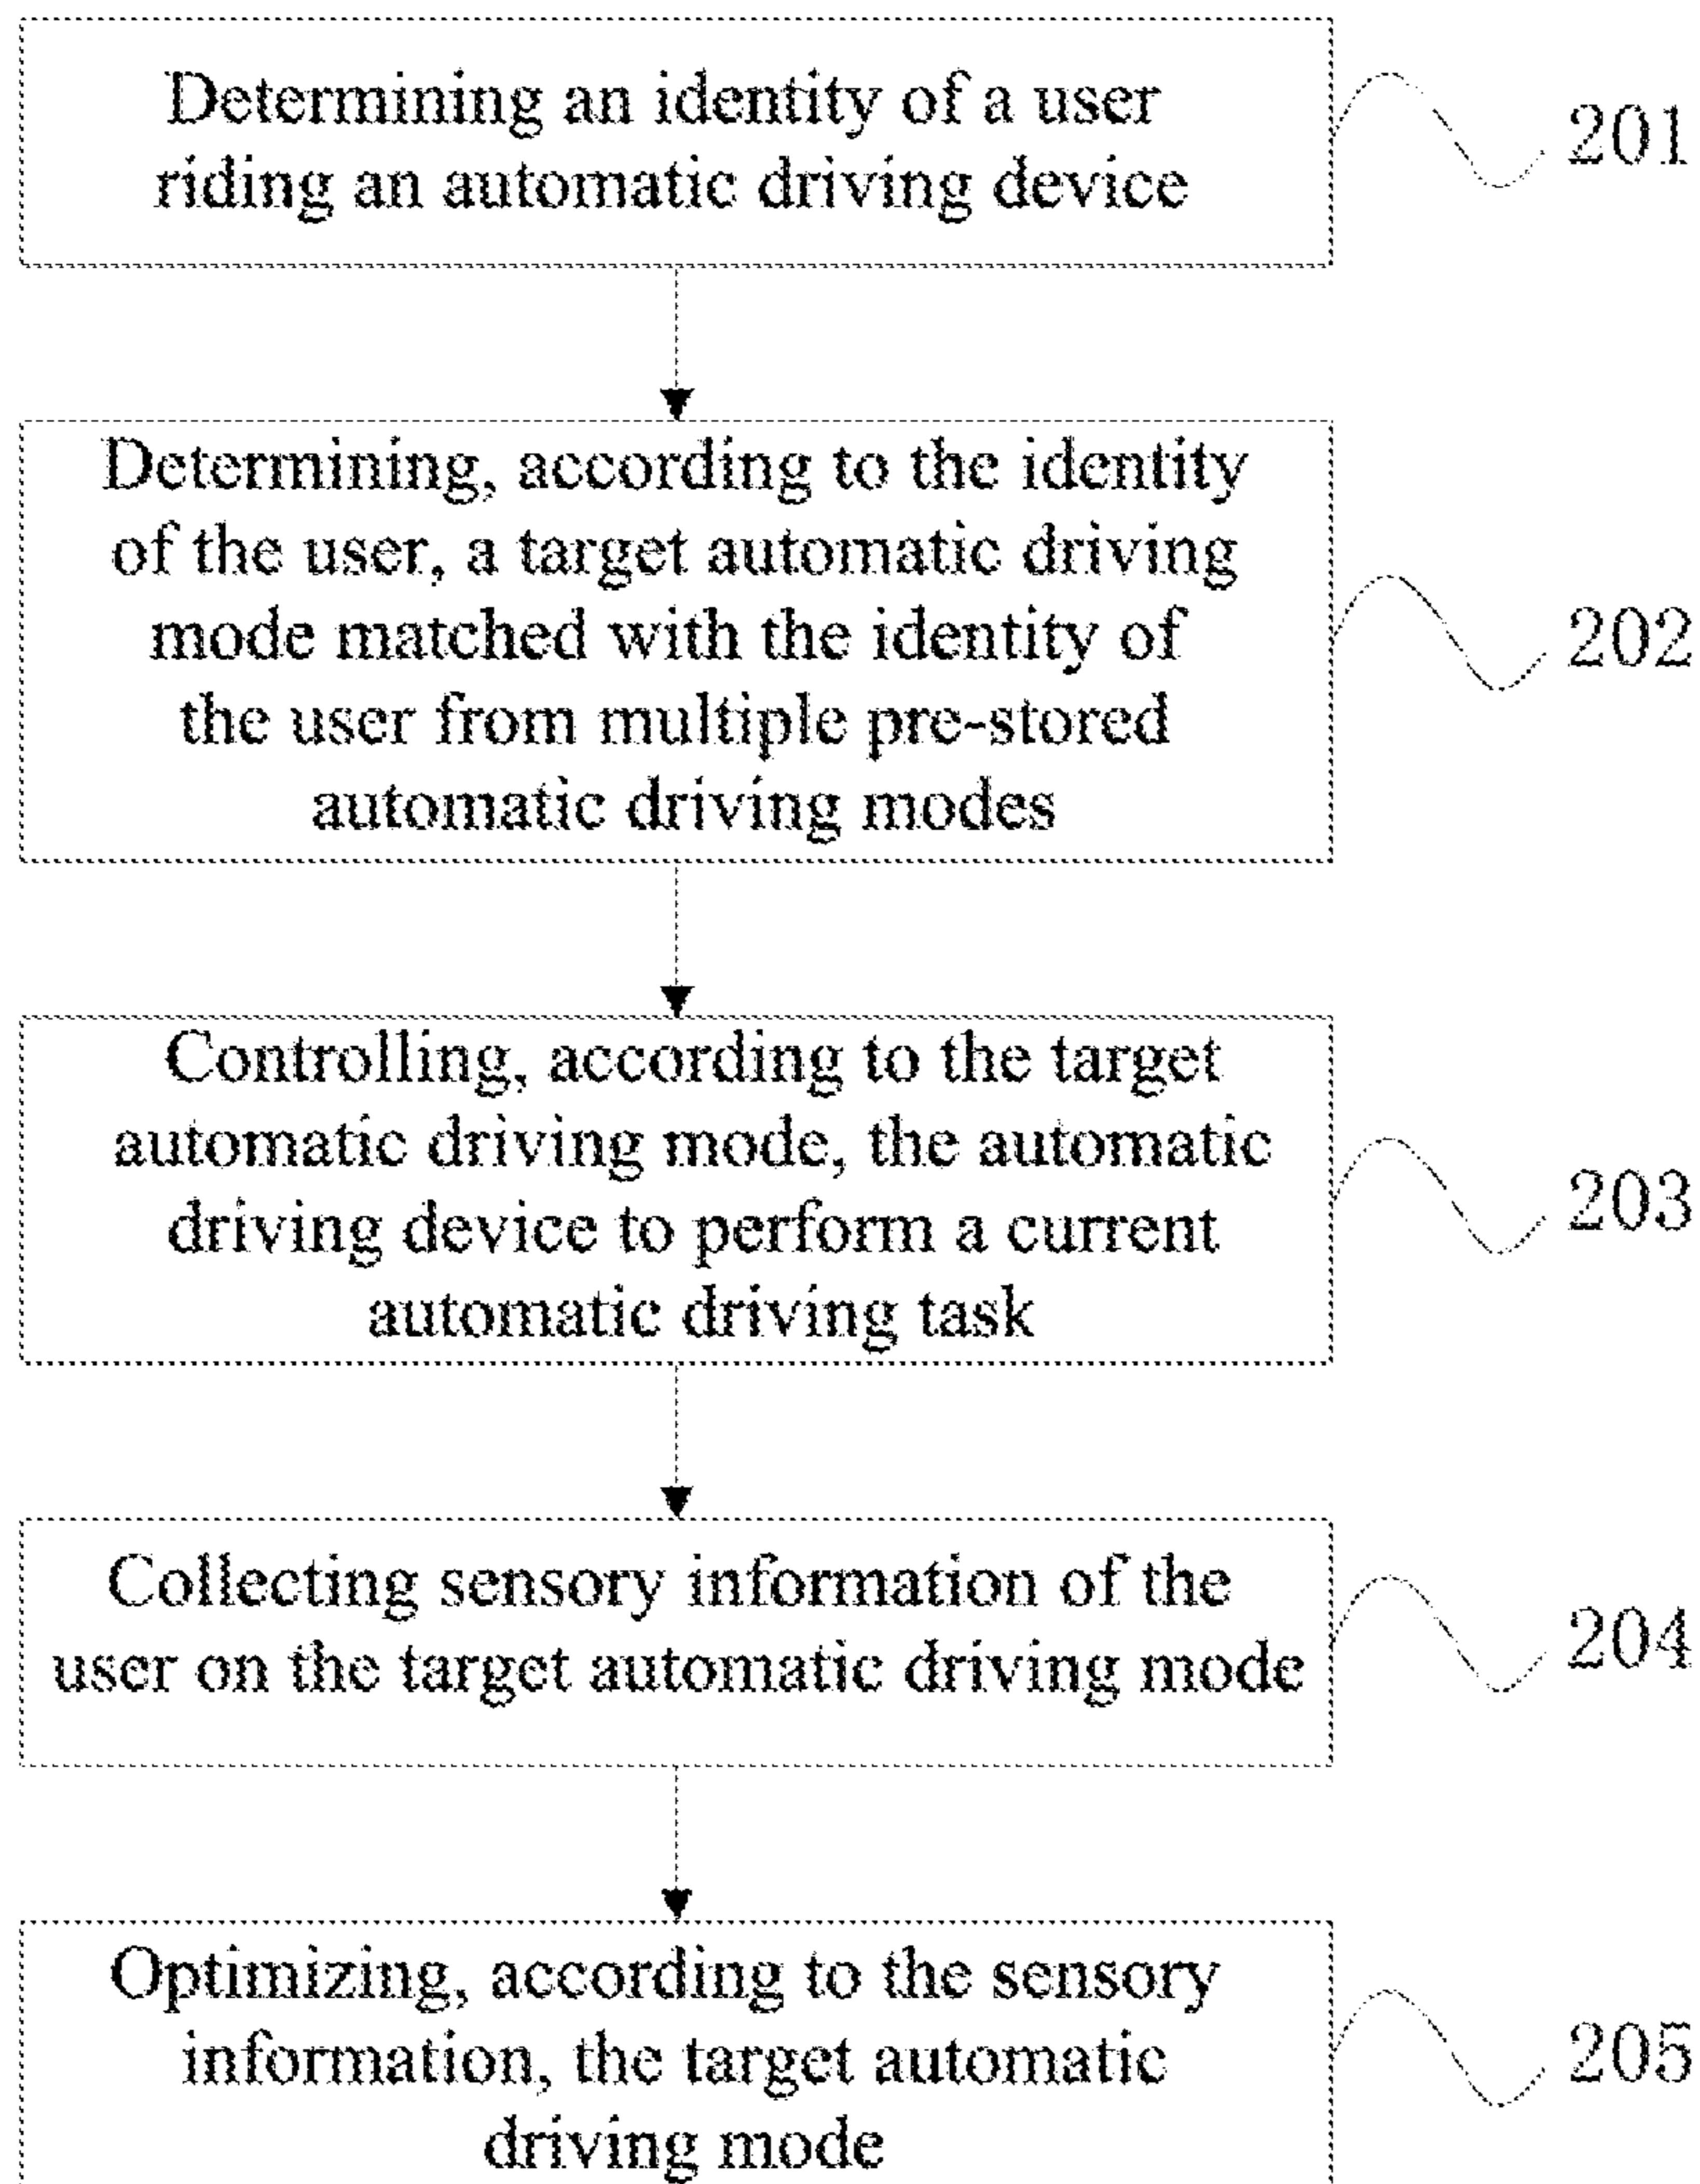 Determining an identity of a user
riding an automatic driving device
201
Determining, according to the identity
of the user, a target automatic driving
mode matched with the identity of
the user from multiple pre-stored
automatic driving modes
202
Controlling, according to the target
automatic driving mode, the automatic
driving device to perform a current
automatic driving task
203
Collecting sensory information of the
user on the target automatic driving mode
204
Optimizing, according to the sensory
information, the target automatic
driving mode
205